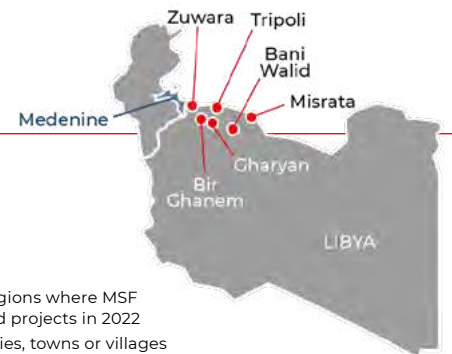 Zuwara
Tripoli
Bani
Walid
Misrata
Medenine
Gharyan
Bir
Ghanem
LIBYA
gions where MSF
d projects in 2022
ies, towns or villages